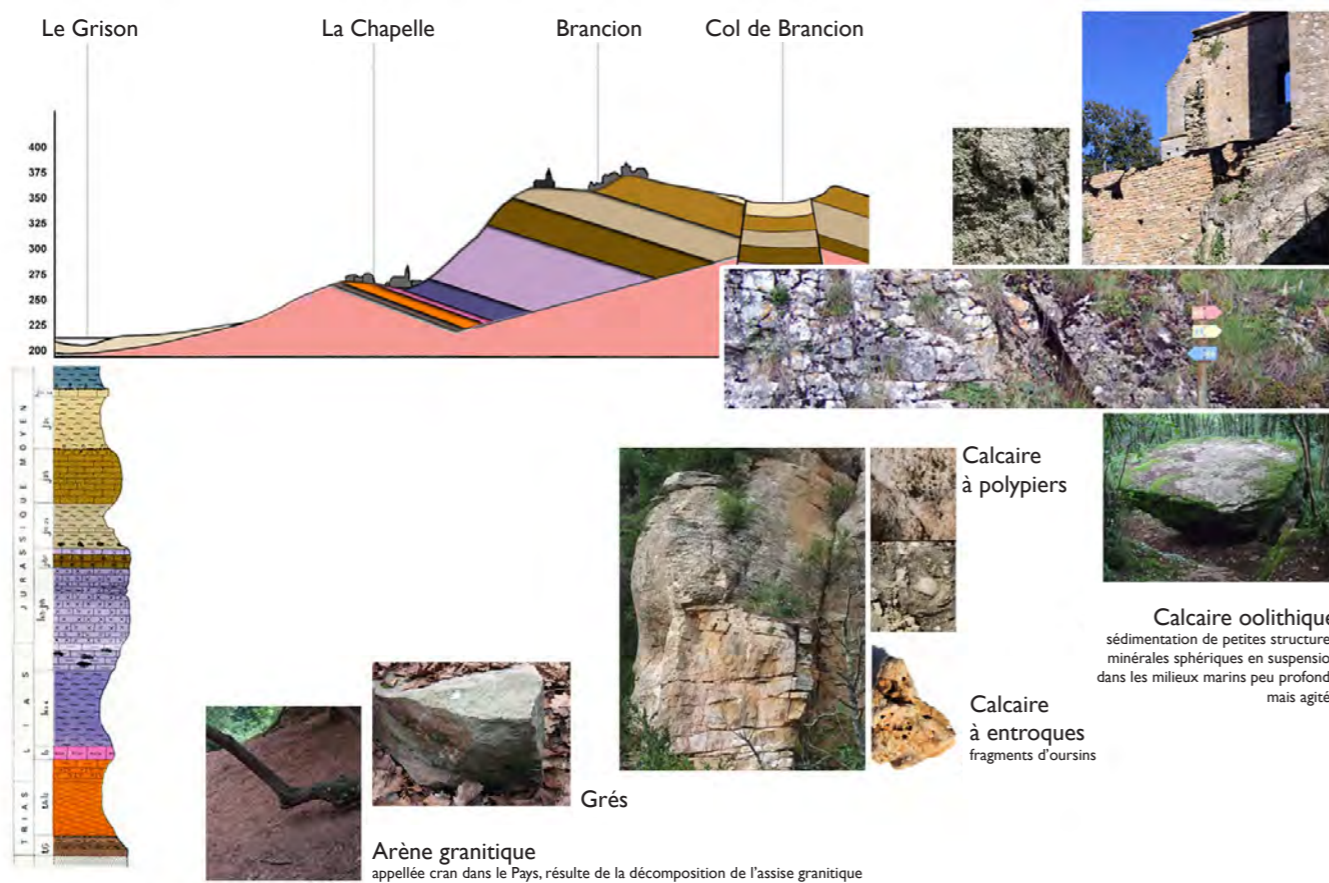 Le Grison
La Chapelle
Brancion
Col de Brancion
400
375
350
325
300
275
250
225
200
JURASSIQUE MOYEN
LIAS
TRIAS
Calcaire
à polypiers
Calcaire oolithique
sédimentation de petites structure
minérales sphériques en suspensio
dans les milieux marins peu profond
mais agité
Calcaire
à entroques
fragments d'oursins
Grés
Arène granitique
appellée cran dans le Pays, résulte de la décomposition de l'assise granitique